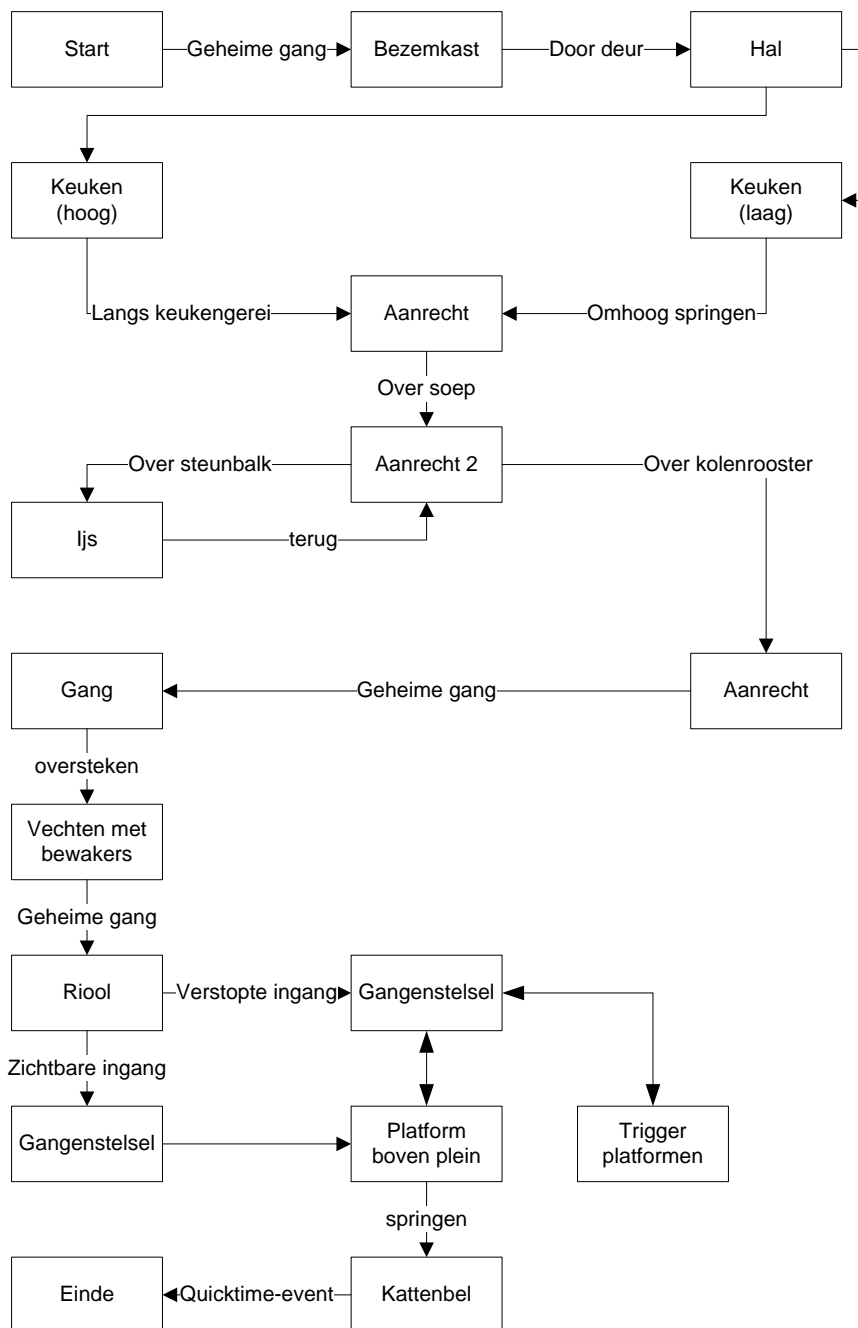 Start
Geheime gang
Bezemkast
Door deur
Hal
Keuken
(hoog)
Keuken
(laag)
Langs keukengerei
Aanrecht
Omhoog springen
Over soep
Over steunbalk
Aanrecht 2
Over kolenrooster
Ijs
terug
Gang
Geheime gang
Aanrecht
oversteken
Vechten met
bewakers
Geheime gang
Riool
Verstopte ingang
Gangenstelsel
Zichtbare ingang
Gangenstelsel
Platform
boven plein
Trigger
platformen
springen
Einde
Quicktime-event
Kattenbel